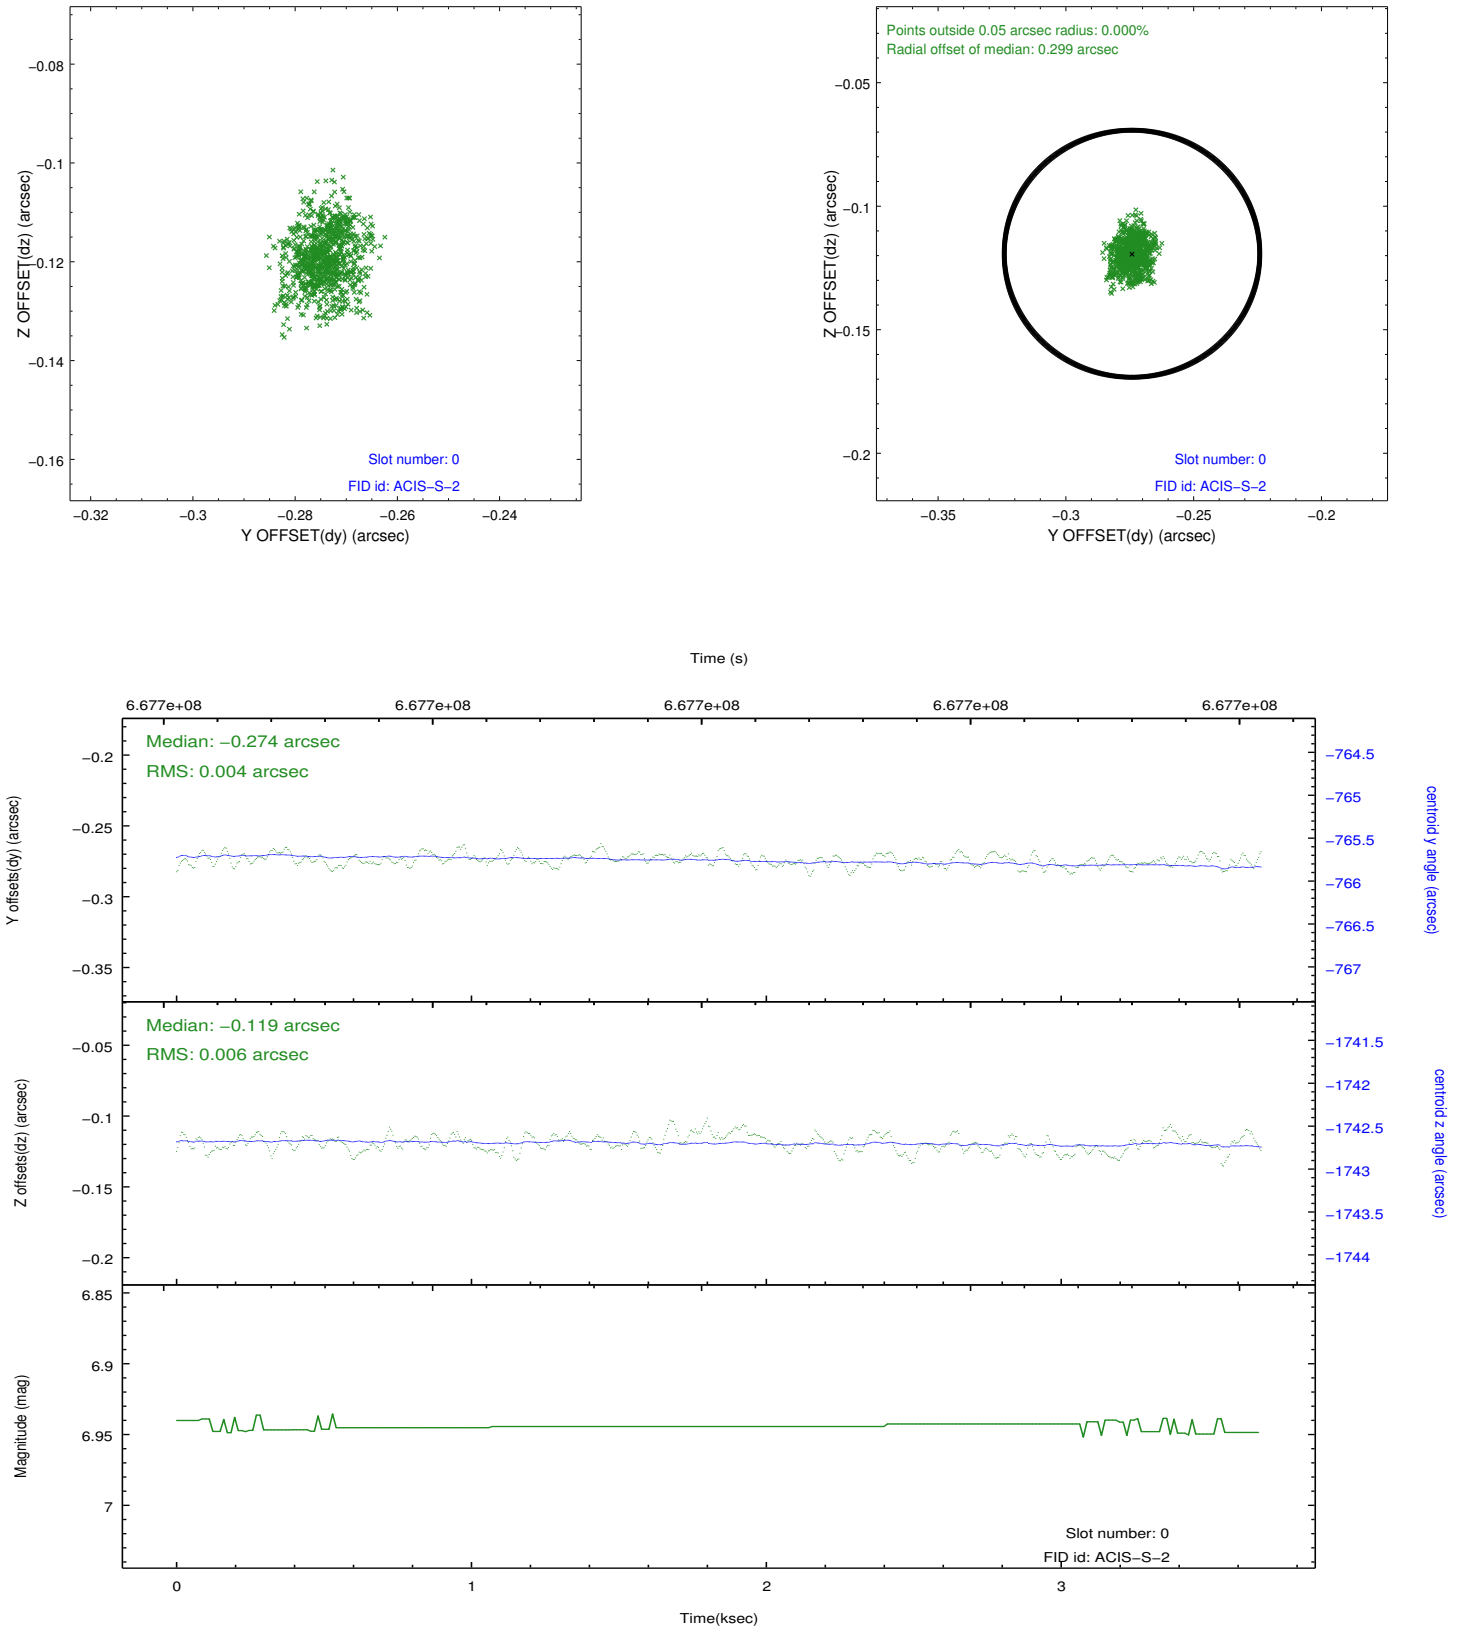 −0.08
−0.1
−0.12
−0.14
−0.16
Z OFFSET(dz) (arcsec)
Slot number: 0
FID id: ACIS−S−2
−0.32
−0.3
−0.28
−0.26
−0.24
Y OFFSET(dy) (arcsec)
Points outside 0.05 arcsec radius: 0.000%
Radial offset of median: 0.299 arcsec
−0.05
−0.1
−0.15
−0.2
Z OFFSET(dz) (arcsec)
Slot number: 0
FID id: ACIS−S−2
−0.35
−0.3
−0.25
−0.2
Y OFFSET(dy) (arcsec)
Time (s)
6.677e+08
6.677e+08
6.677e+08
6.677e+08
6.677e+08
Median: −0.274 arcsec
RMS: 0.004 arcsec
−0.2
−0.25
−0.3
−0.35
Y offsets(dy) (arcsec)
−764.5
−765
−765.5
−766
−766.5
−767
centroid y angle (arcsec)
Median: −0.119 arcsec
RMS: 0.006 arcsec
−0.05
−0.1
−0.15
−0.2
Z offsets(dz) (arcsec)
−1741.5
−1742
−1742.5
−1743
−1743.5
−1744
centroid z angle (arcsec)
6.85
6.9
6.95
7
Magnitude (mag)
Slot number: 0
FID id: ACIS−S−2
0
1
2
3
Time(ksec)